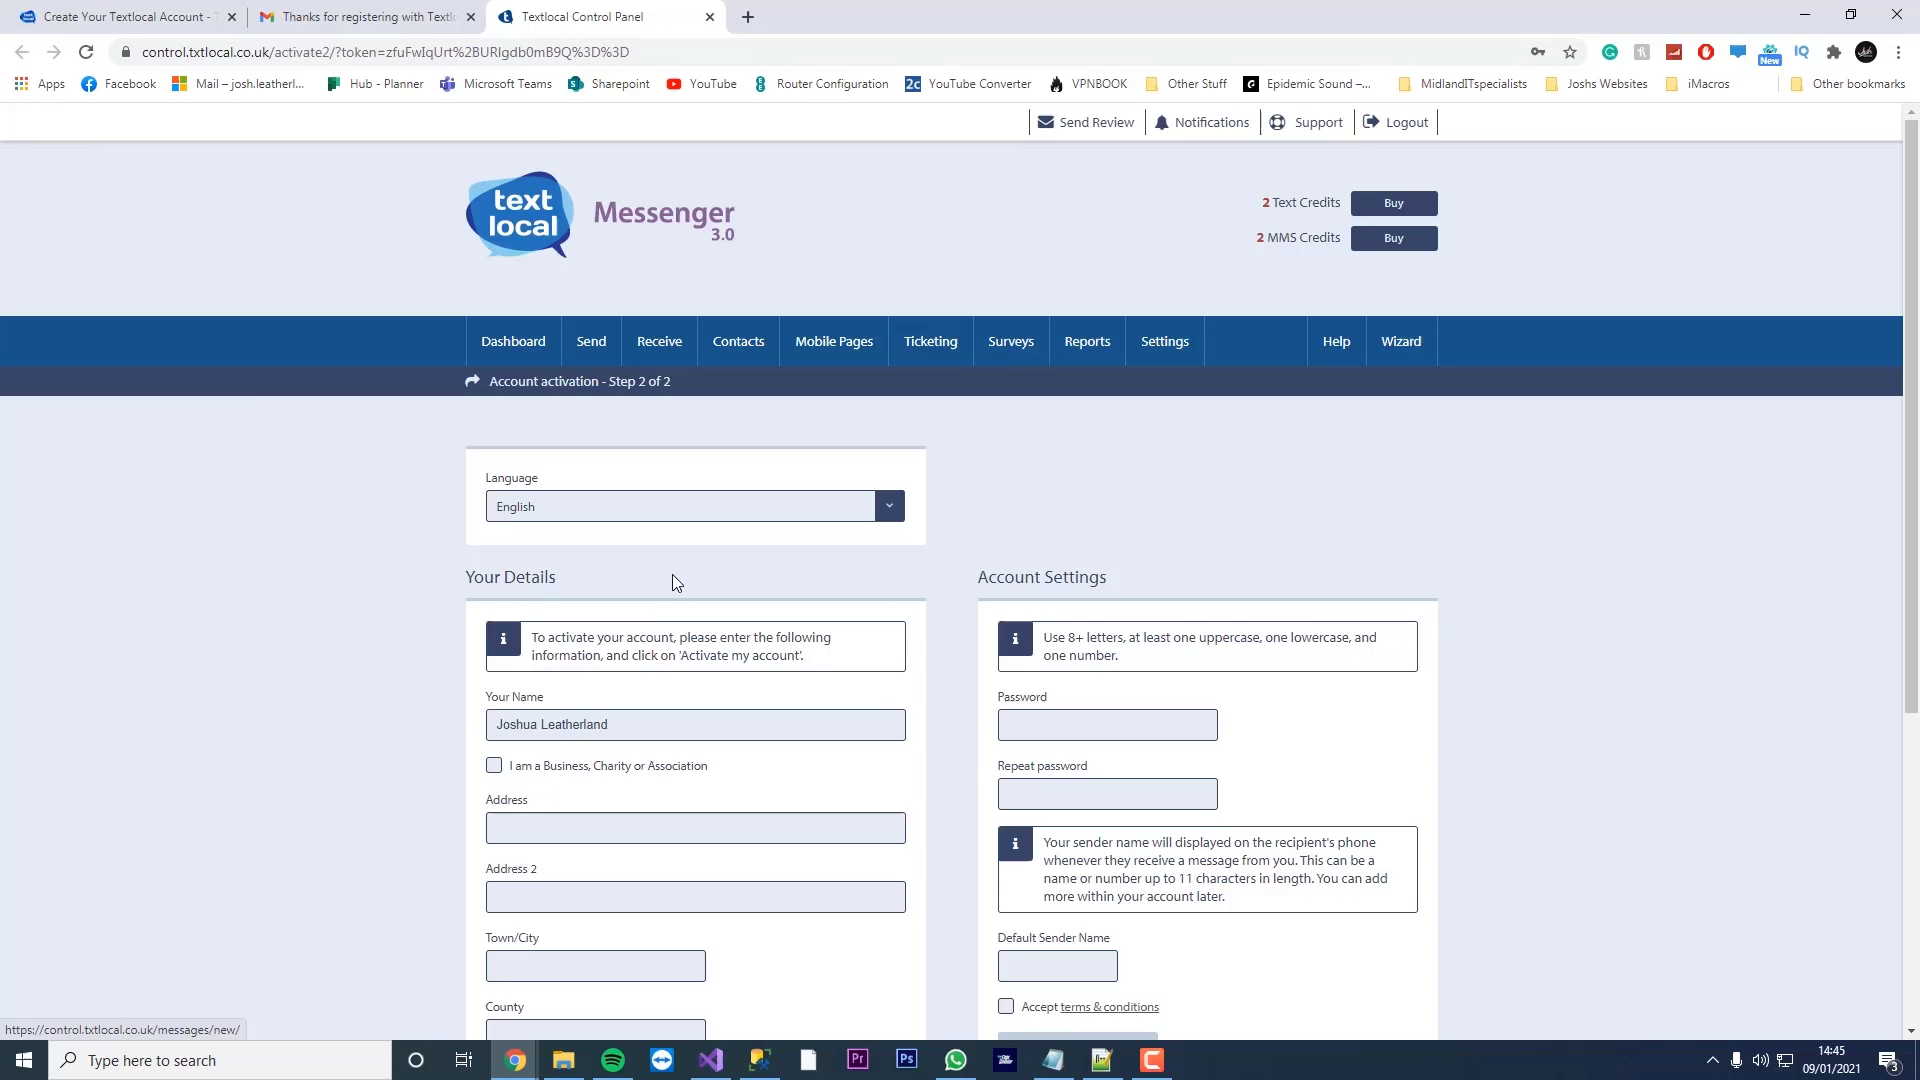 Create Your Textlocal Account -
Thanks for registering with Textlo
Textlocal Control Panel
control.txtlocal.co.uk/activate2/?token=zfuFwIqUrt%2BURlgdb0mB9Q%3D%3D
New
Apps
Facebook
Mail – josh.leatherl...
Hub - Planner
Microsoft Teams
Sharepoint
YouTube
Router Configuration
2c
YouTube Converter
VPNBOOK
Other Stuff
Epidemic Sound –...
MidlandITspecialists
Joshs Websites
iMacros
Other bookmarks
Send Review
Notifications
Support
Logout
text
local
Messenger
3.0
2 Text Credits
Buy
2 MMS Credits
Buy
Dashboard
Send
Receive
Contacts
Mobile Pages
Ticketing
Surveys
Reports
Settings
Help
Wizard
Account activation - Step 2 of 2
Language
English
Your Details
To activate your account, please enter the following
information, and click on 'Activate my account'.
Your Name
Joshua Leatherland
I am a Business, Charity or Association
Address
Address 2
Town/City
County
Account Settings
Use 8+ letters, at least one uppercase, one lowercase, and
one number.
Password
Repeat password
Your sender name will displayed on the recipient's phone
whenever they receive a message from you. This can be a
name or number up to 11 characters in length. You can add
more within your account later.
Default Sender Name
Accept terms & conditions
https://control.txtlocal.co.uk/messages/new/
Type here to search
Pr
Ps
14:45
09/01/2021
3